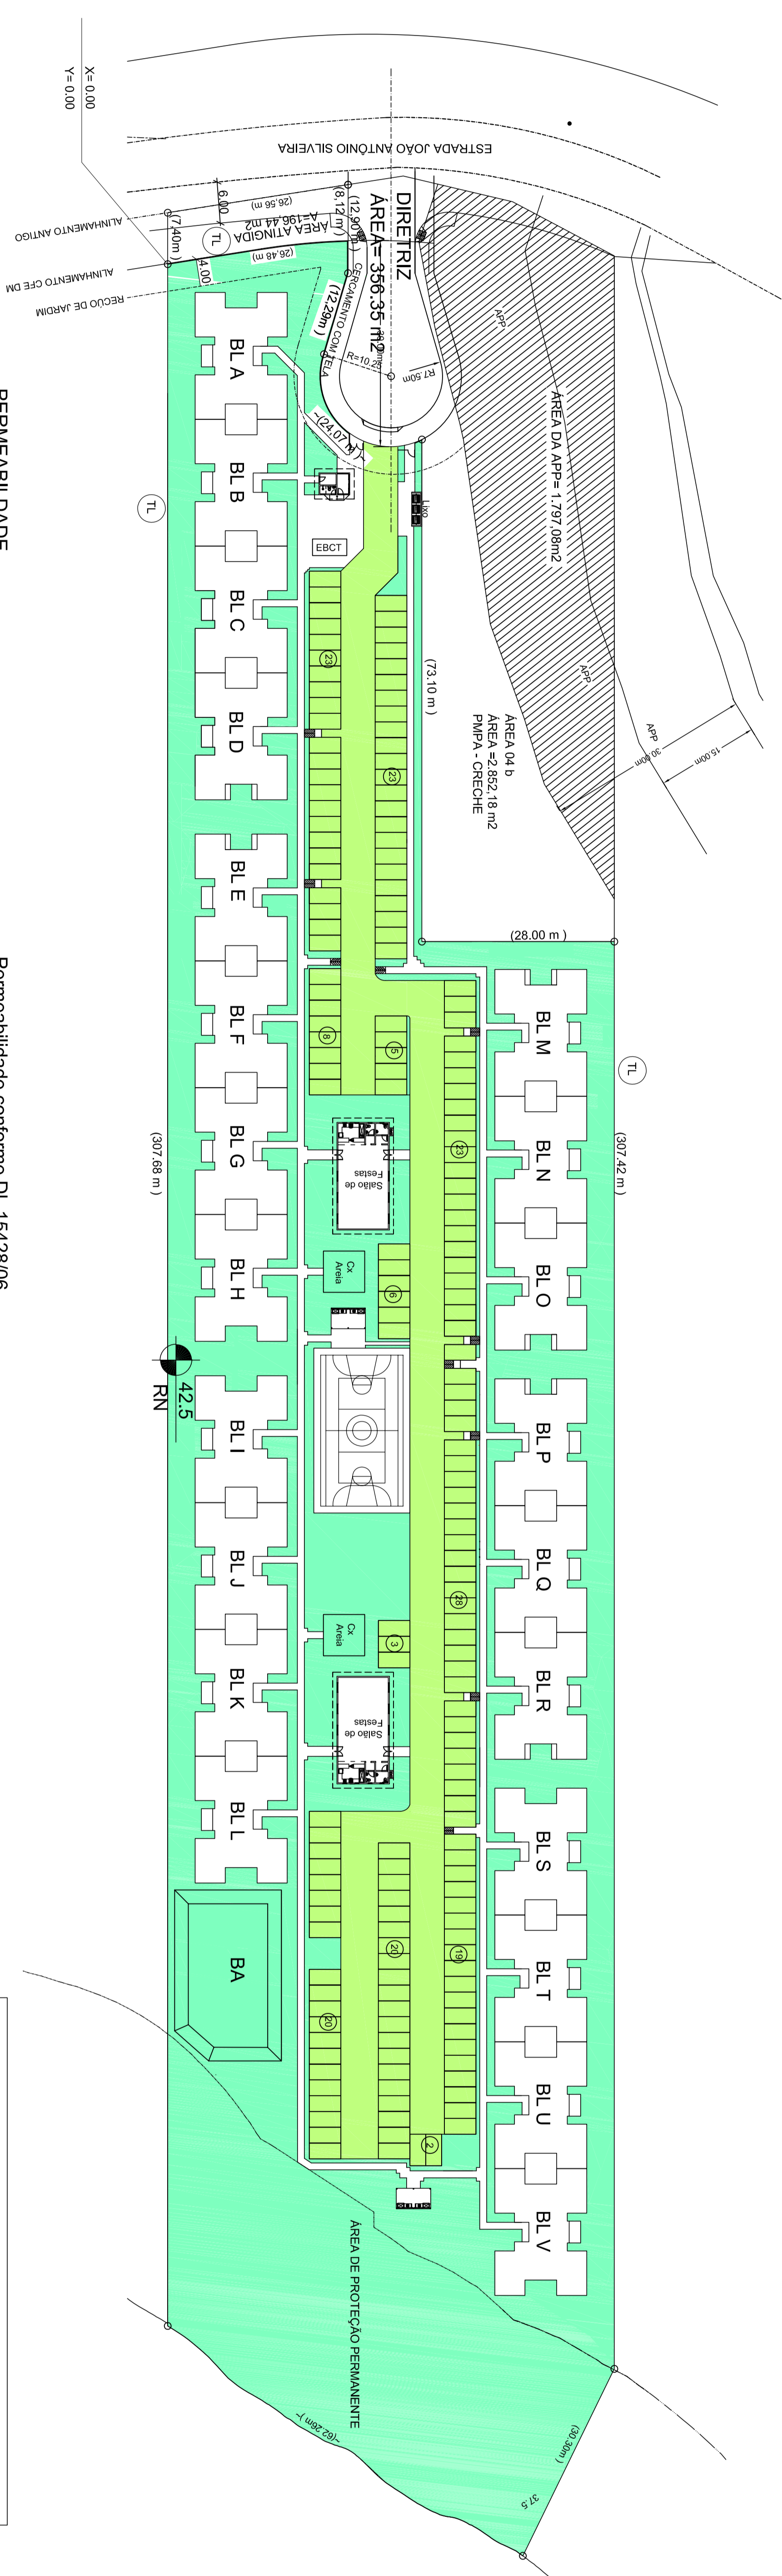 X= 0.00
Y= 0.00
ESTRADA JOÃO ANTÔNIO SILVEIRA
ALINHAMENTO ANTIGO
ALINHAMENTO CFE DM
RECÚO DE JARDIM
6.00
(26,56 m)
ÁREA ATINGIDA
A=196,44 m2
(26,48 m)
(7,40m )
TL
4.00
(8,12 m)
(12,90 m )
DIRETRIZ
ÁREA= 356.35 m2
CERCAMENTO COM TELA
(12,29m )
R=10.25
R7.50m
~(24,07m )~
APP
ÁREA DA APP= 1.797,08m2
APP
APP
30.00m
15.00m
ÁREA 04 b
ÁREA =2.852,18 m2
PMPA - CRECHE
(73.10 m )
(28.00 m )
Lixo
EBCT
TL
TL
BL A
BL B
BL C
BL D
BL E
BL F
BL G
BL H
BL I
BL J
BL K
BL L
BA
BL M
BL N
BL O
BL P
BL Q
BL R
BL S
BL T
BL U
BL V
23
23
8
5
23
Salão de
Festas
Cx
Areia
6
28
Cx
Areia
3
Salão de
Festas
20
19
20
2
(307.68 m )
(307.42 m )
42.5
RN
ÁREA DE PROTEÇÃO PERMANENTE
~(62.26m )~
(30.30m )
37.5
PERMEABILDADE
Permeabilidade conforme DL 15428/06